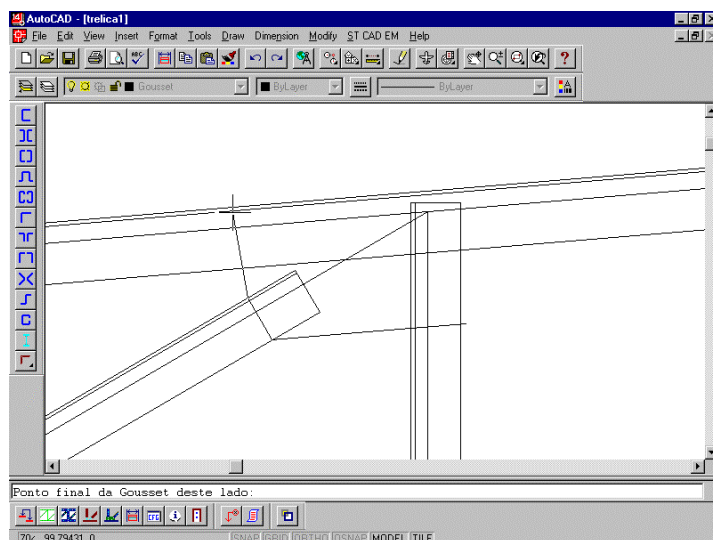 AutoCAD - [trelica1]
File Edit View Insert Format Tools Draw Dimension Modify ST CAD EM Help
Gousset ByLayer ByLayer
Ponto final da Gousset deste lado:
CFG
SNAP GRID ORTHO OSNAP MODEL TILE